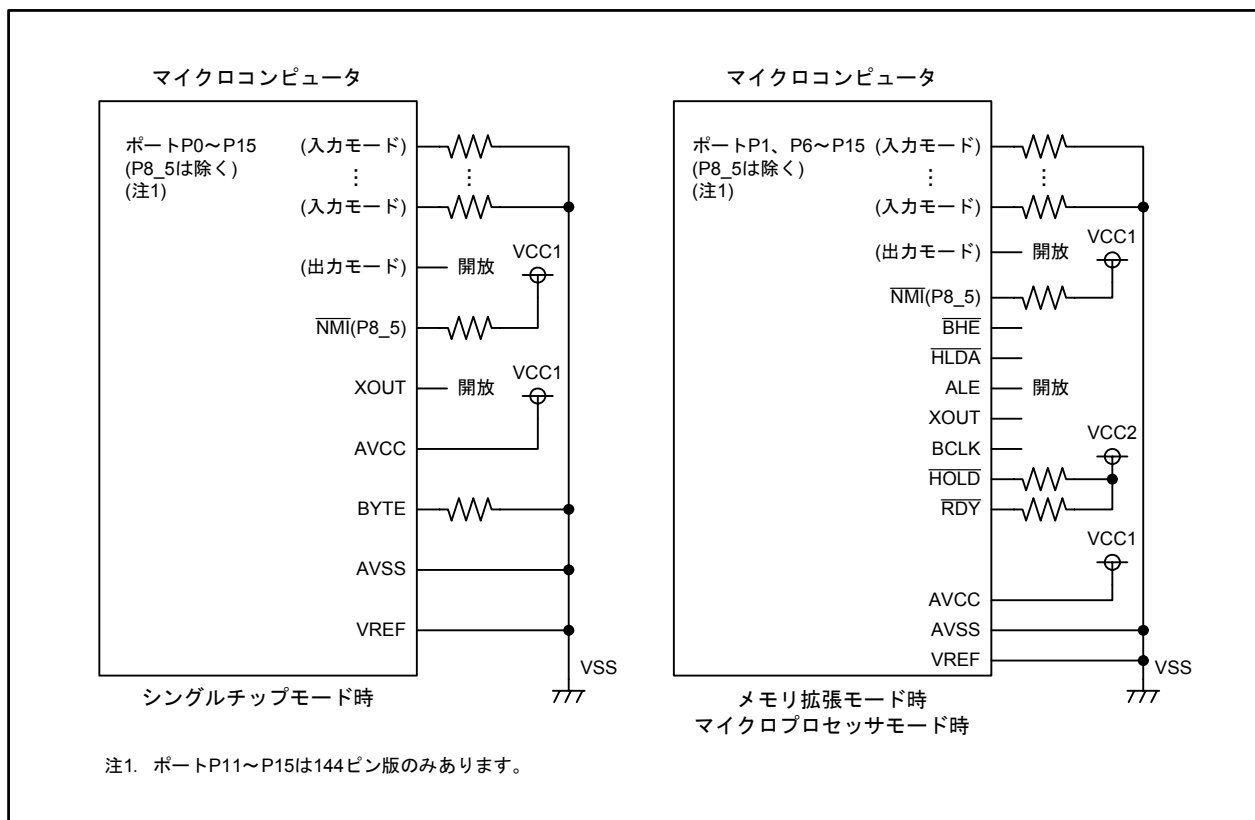 マイクロコンピュータ
ポートP0～P15 (入力モード)
(P8_5は除く)
(注1)
(入力モード)
(出力モード) 開放 VCC1
NMI(P8_5)
XOUT 開放 VCC1
AVCC
BYTE
AVSS
VREF
VSS
シングルチップモード時
マイクロコンピュータ
ポートP1、P6～P15 (入力モード)
(P8_5は除く)
(注1)
(入力モード)
(出力モード) 開放 VCC1
NMI(P8_5)
BHE
HLDA
ALE 開放
XOUT
BCLK VCC2
HOLD
RDY
VCC1
AVCC
AVSS
VREF
VSS
メモリ拡張モード時
マイクロプロセッサモード時
注1. ポートP11～P15は144ピン版のみあります。